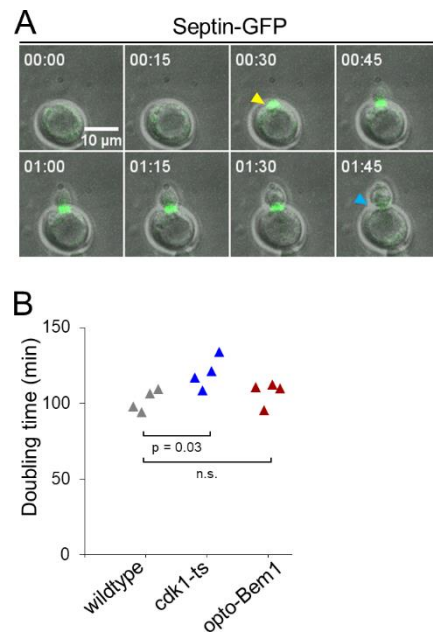 A
Septin-GFP
00:00 00:15 00:30 00:45
10 µm
01:00 01:15 01:30 01:45
B
Doubling time (min)
150
100
50
0
p = 0.03
n.s.
wildtype
cdk1-ts
opto-Bem1